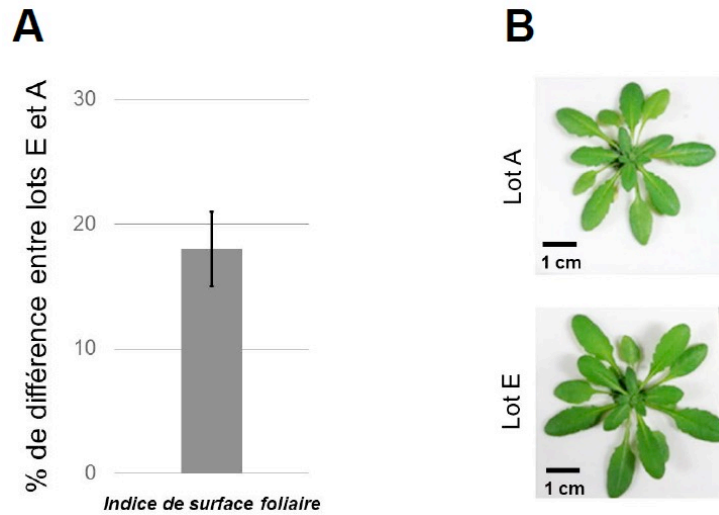 A
% de différence entre lots E et A
30
20
10
0
Indice de surface foliaire
B
Lot A
1 cm
Lot E
1 cm